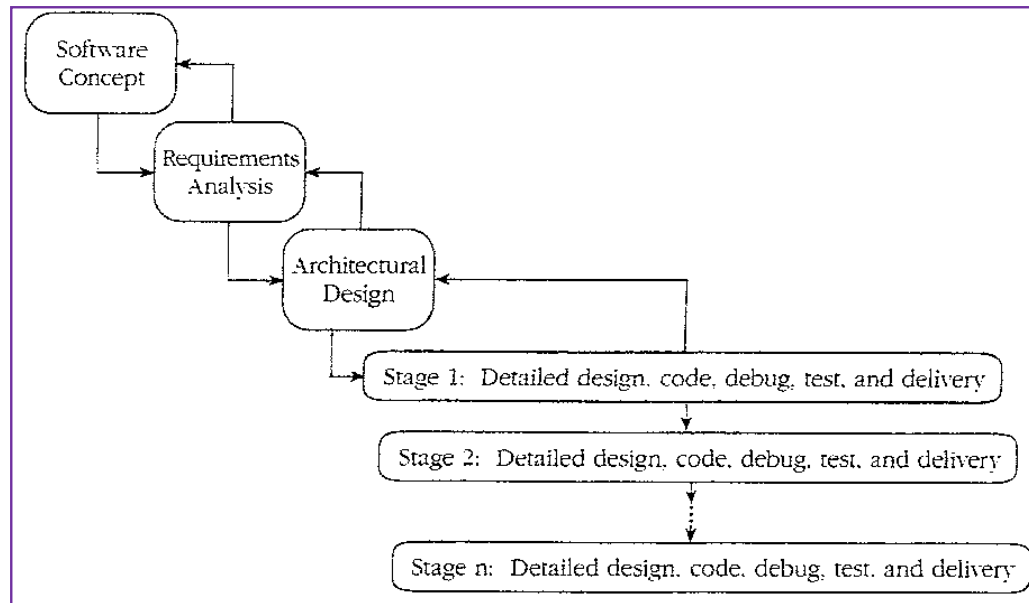 Software
Concept
Requirements
Analysis
Architectural
Design
Stage 1: Detailed design, code, debug, test, and delivery
Stage 2: Detailed design, code, debug, test, and delivery
Stage n: Detailed design, code, debug, test, and delivery